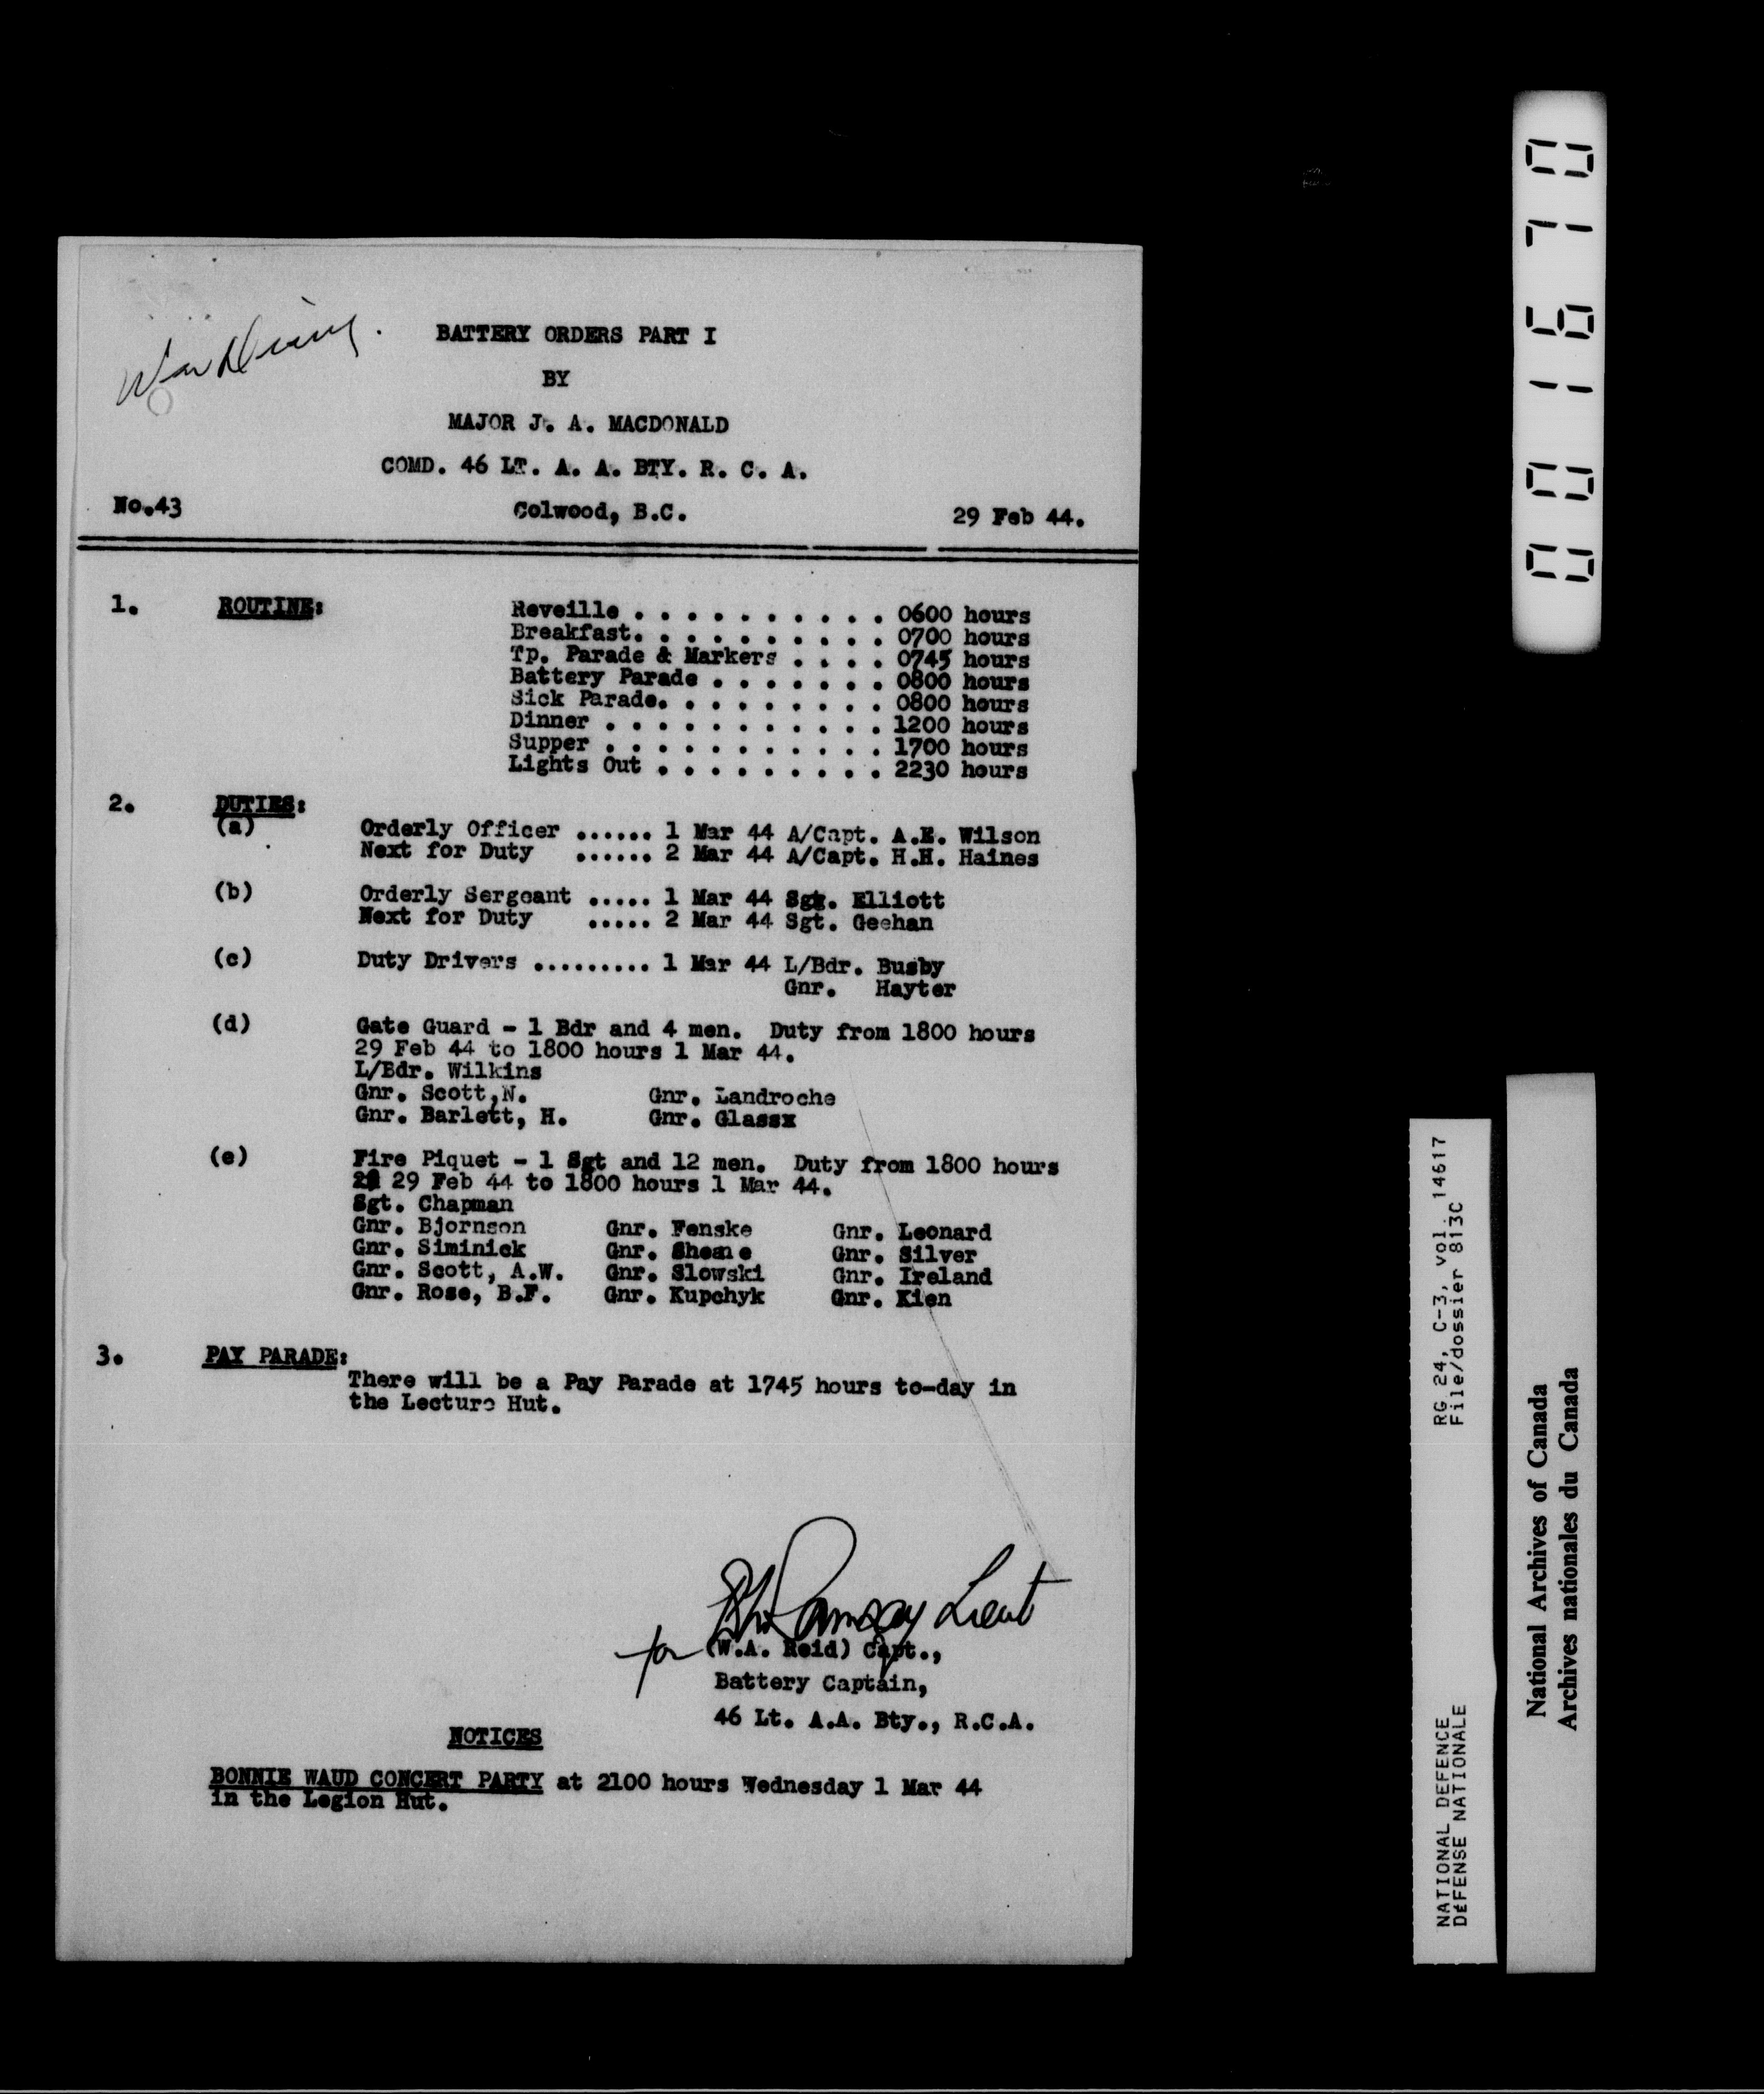 War Diary.
BATTERY ORDERS PART I
BY
MAJOR J. A. MACDONALD
COMD. 46 LT. A. A. BTY. R. C. A.
No.43 Colwood, B.C. 29 Feb 44.
1. ROUTINE: Reveille . . . . . . . . . . 0600 hours
Breakfast. . . . . . . . . . 0700 hours
Tp. Parade & Markers . . . . 0745 hours
Battery Parade . . . . . . . 0800 hours
Sick Parade. . . . . . . . . 0800 hours
Dinner . . . . . . . . . . . 1200 hours
Supper . . . . . . . . . . . 1700 hours
Lights Out . . . . . . . . . 2230 hours
2. DUTIES:
(a) Orderly Officer ...... 1 Mar 44 A/Capt. A.E. Wilson
Next for Duty ...... 2 Mar 44 A/Capt. H.H. Haines
(b) Orderly Sergeant ..... 1 Mar 44 Sgt. Elliott
Next for Duty ..... 2 Mar 44 Sgt. Geehan
(c) Duty Drivers ......... 1 Mar 44 L/Bdr. Busby
Gnr. Hayter
(d) Gate Guard - 1 Bdr and 4 men. Duty from 1800 hours
29 Feb 44 to 1800 hours 1 Mar 44.
L/Bdr. Wilkins
Gnr. Scott,N. Gnr. Landroche
Gnr. Barlett, H. Gnr. Glassx
(e) Fire Piquet - 1 Sgt and 12 men. Duty from 1800 hours
29 Feb 44 to 1800 hours 1 Mar 44.
Sgt. Chapman
Gnr. Bjornson Gnr. Fenske Gnr. Leonard
Gnr. Siminick Gnr. Gnr. Silver
Gnr. Scott, A.W. Gnr. Slowski Gnr. Ireland
Gnr. Rose, B.F. Gnr. Kupchyk Gnr. Kien
3. PAY PARADE:
There will be a Pay Parade at 1745 hours to-day in
the Lecture Hut.
Ramsay Lieut
for (W.A. Reid) Capt.,
Battery Captain,
46 Lt. A.A. Bty., R.C.A.
NOTICES
BONNIE WAUD CONCERT PARTY at 2100 hours Wednesday 1 Mar 44
in the Legion Hut.
001670
RG 24, C-3, vol. 14617
File/dossier 813C
NATIONAL DEFENCE
DÉFENSE NATIONALE
National Archives of Canada
Archives nationales du Canada